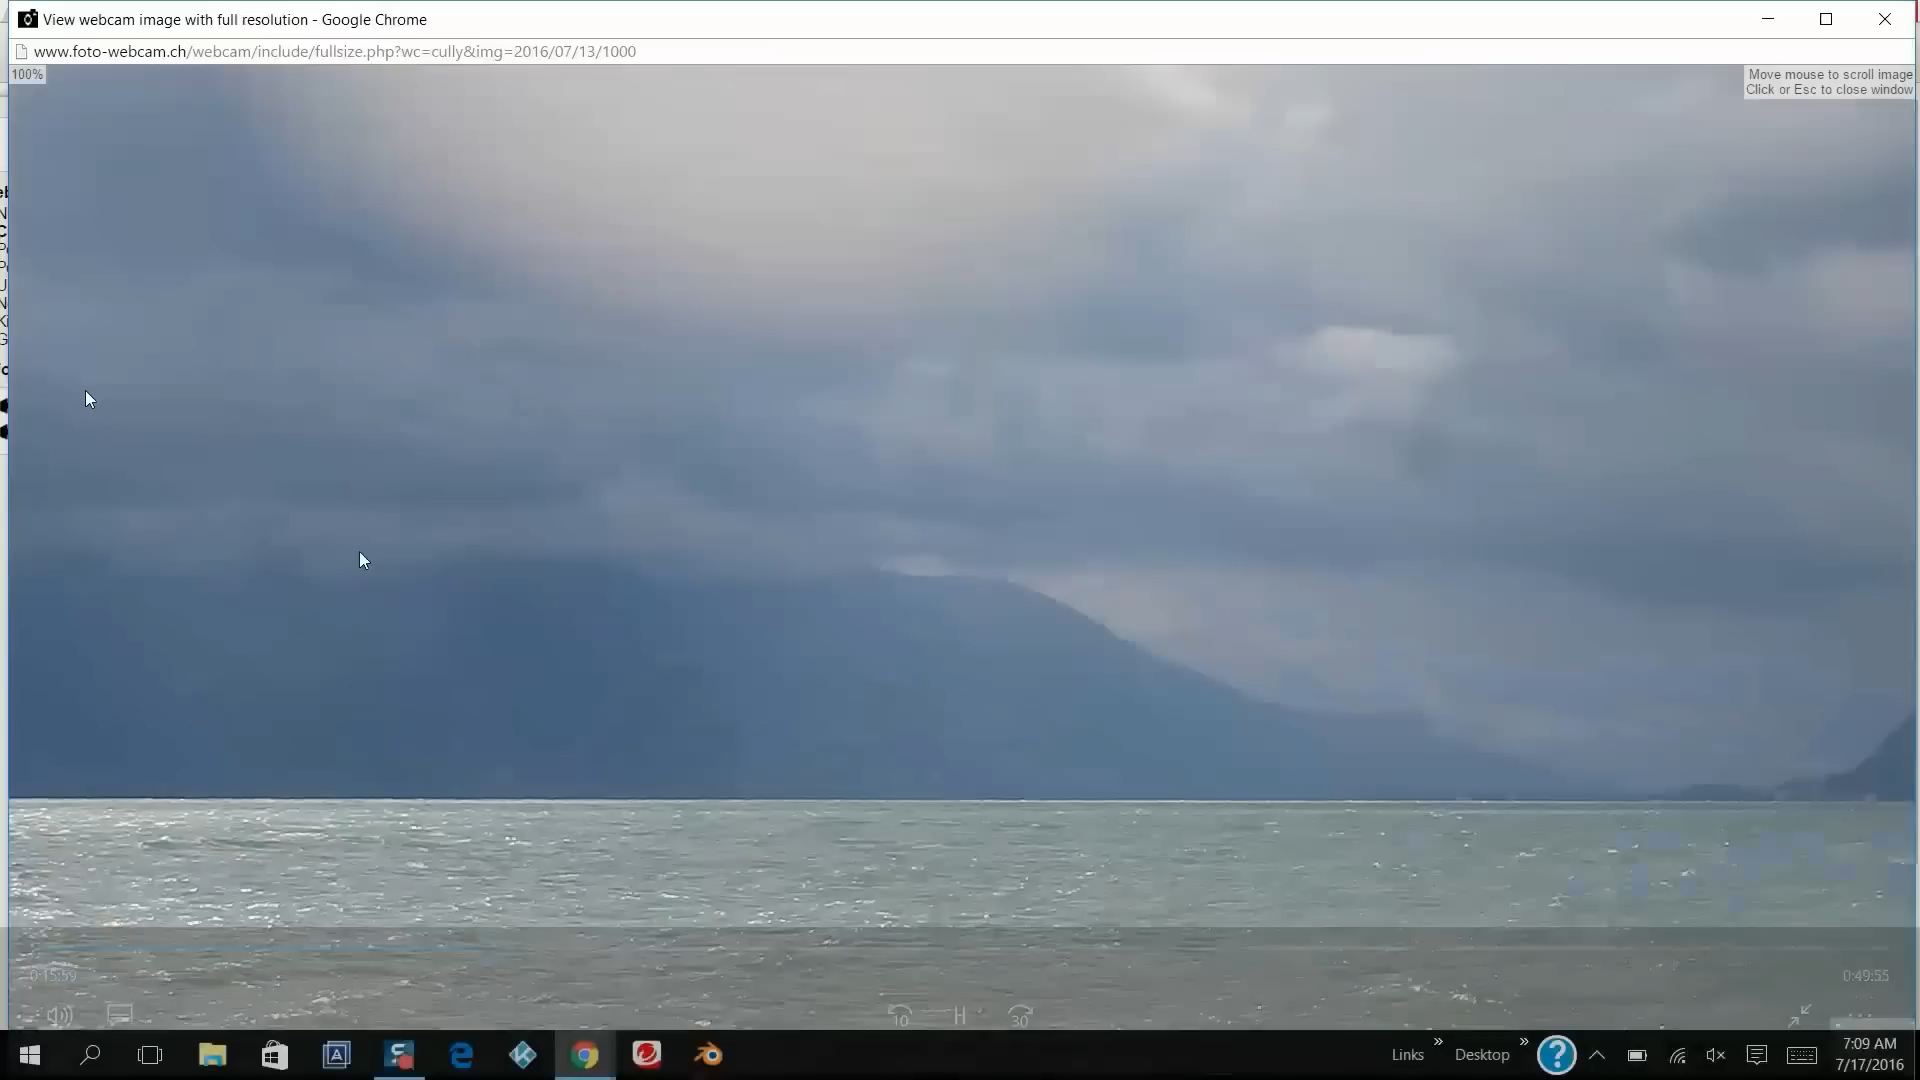 View webcam image with full resolution - Google Chrome
www.foto-webcam.ch/webcam/include/fullsize.php?wc=cully&img=2016/07/13/1000
100%
Move mouse to scroll image
Click or Esc to close window
0:15:59
0:49:55
10
30
Links
Desktop
7:09 AM
7/17/2016